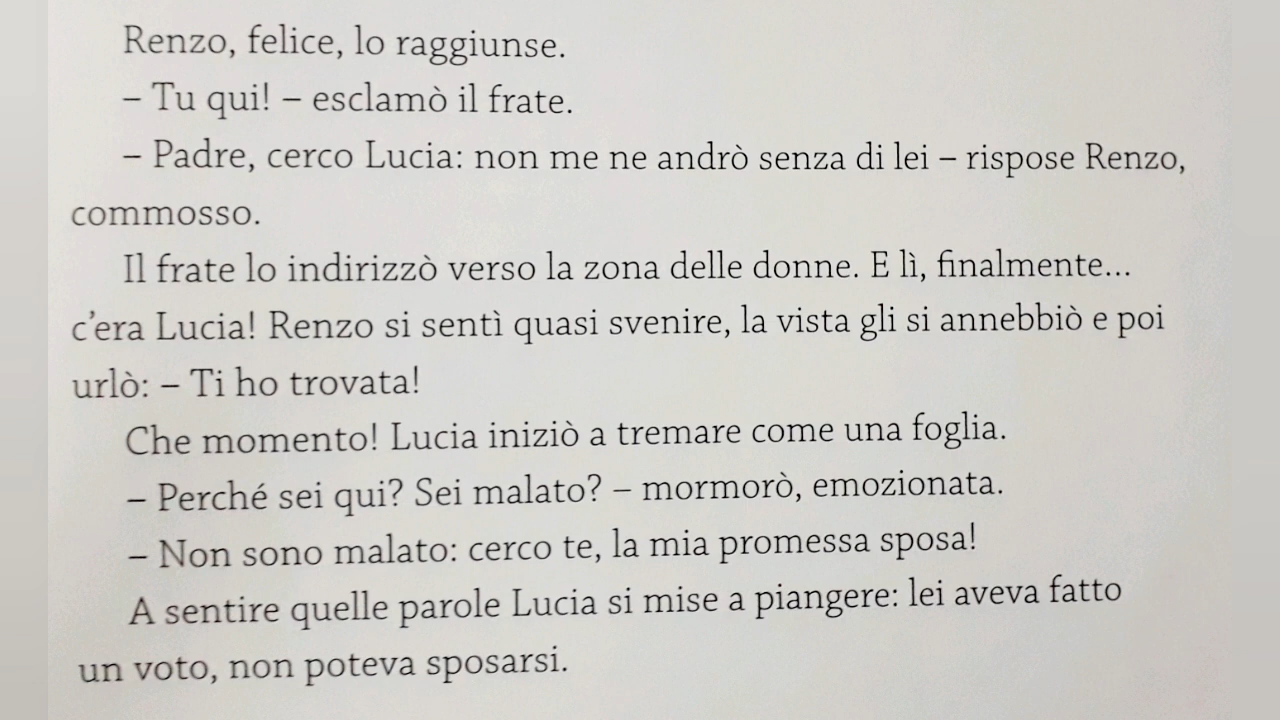 Renzo, felice, lo raggiunse.
– Tu qui! – esclamò il frate.
– Padre, cerco Lucia: non me ne andrò senza di lei – rispose Renzo,
commosso.
Il frate lo indirizzò verso la zona delle donne. E lì, finalmente...
c’era Lucia! Renzo si sentì quasi svenire, la vista gli si annebbiò e poi
urlò: – Ti ho trovata!
Che momento! Lucia iniziò a tremare come una foglia.
– Perché sei qui? Sei malato? – mormorò, emozionata.
– Non sono malato: cerco te, la mia promessa sposa!
A sentire quelle parole Lucia si mise a piangere: lei aveva fatto
un voto, non poteva sposarsi.